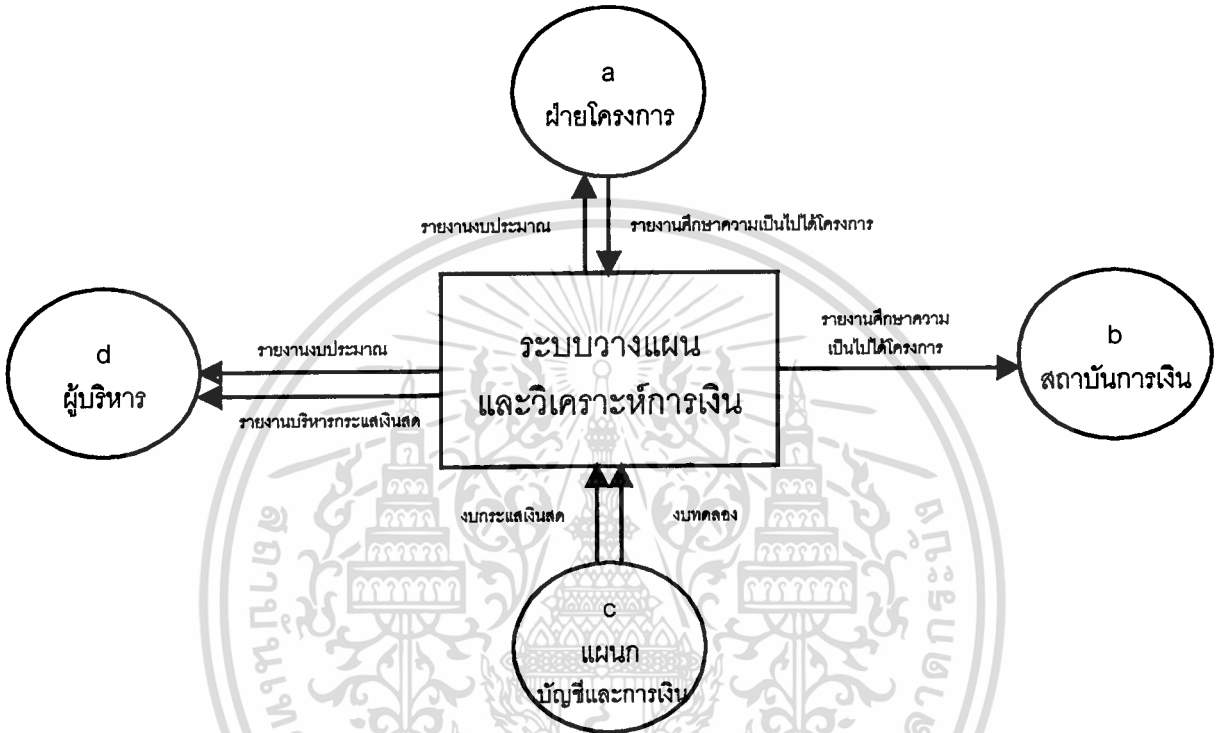 a
ฝ่ายโครงการ
รายงานงบประมาณ
รายงานศึกษาความเป็นไปได้โครงการ
d
ผู้บริหาร
รายงานงบประมาณ
รายงานบริหารกระแสเงินสด
ระบบวางแผน
และวิเคราะห์การเงิน
รายงานศึกษาความ
เป็นไปได้โครงการ
b
สถาบันการเงิน
งบกระแสเงินสด
งบทดลอง
c
แผนก
บัญชีและการเงิน